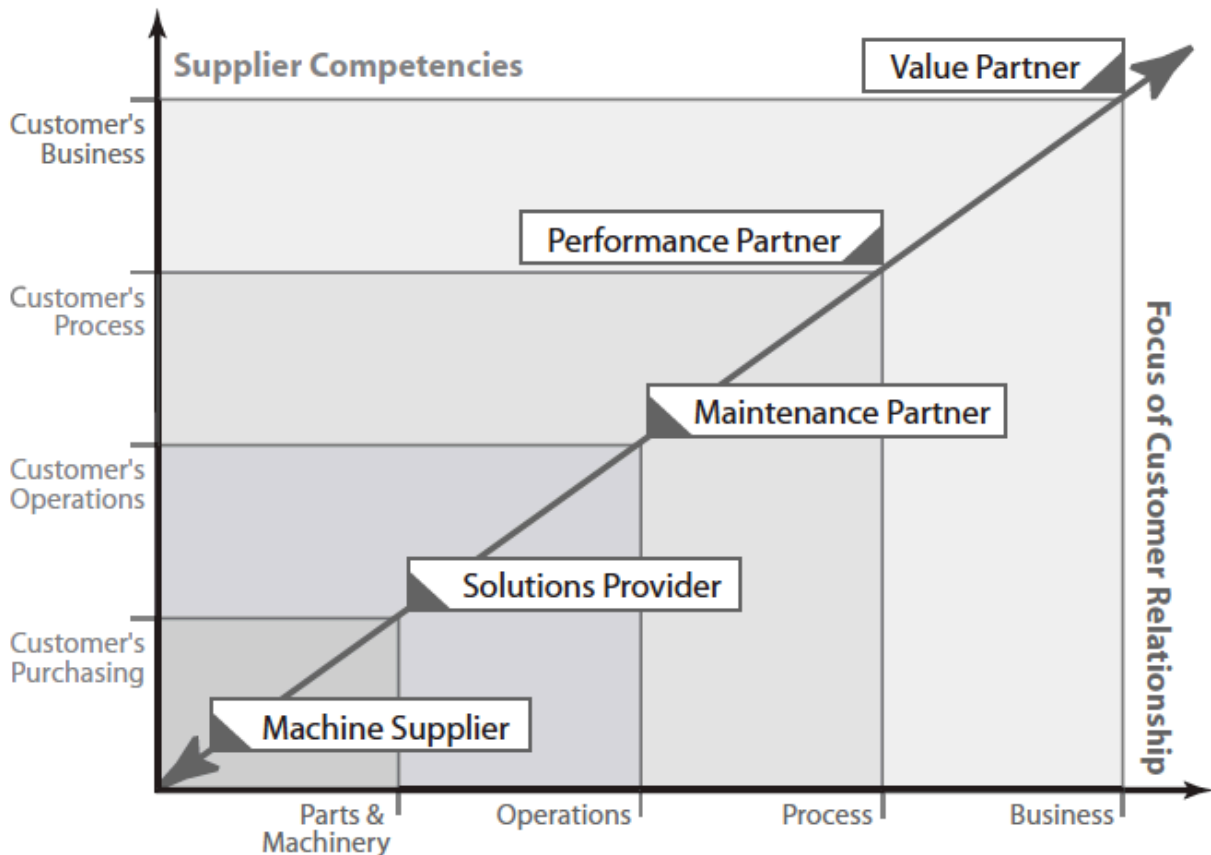 Supplier Competencies
Value Partner
Customer's
Business
Performance Partner
Customer's
Process
Maintenance Partner
Customer's
Operations
Solutions Provider
Customer's
Purchasing
Machine Supplier
Focus of Customer Relationship
Parts &
Machinery
Operations
Process
Business